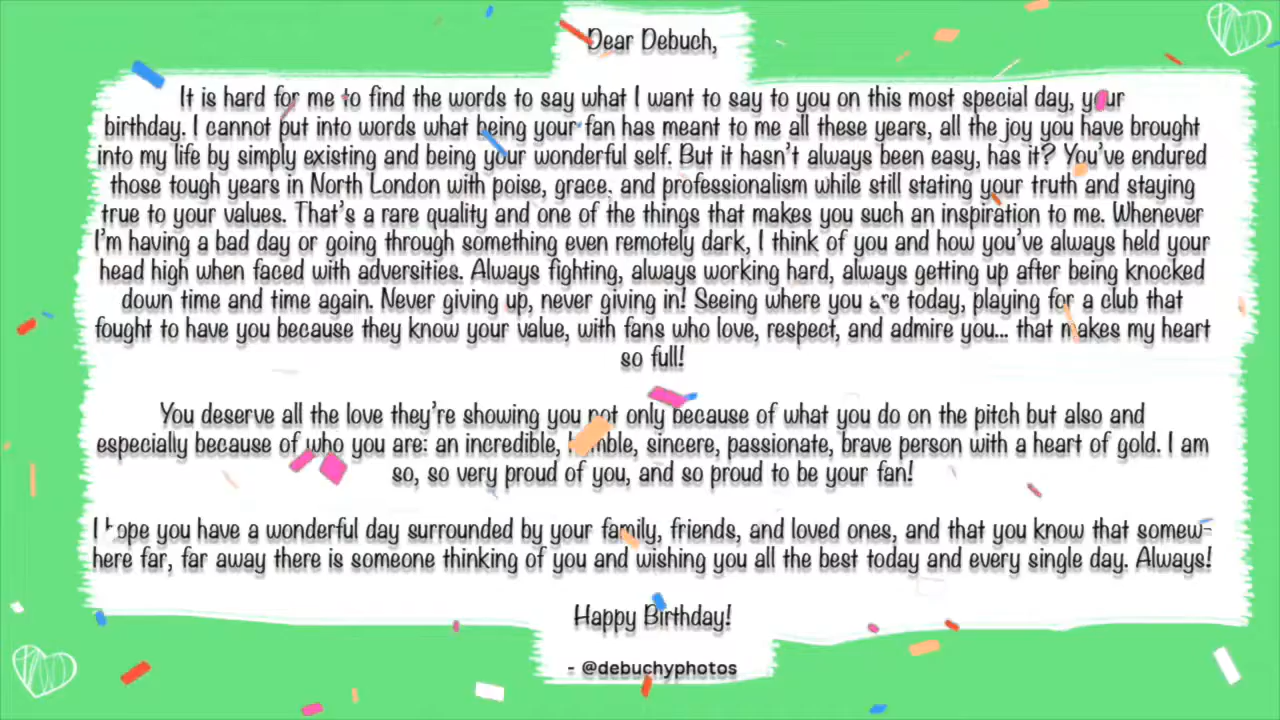 Dear Debuch,
It is hard for me to find the words to say what I want to say to you on this most special day, your
birthday. I cannot put into words what being your fan has meant to me all these years, all the joy you have brought
into my life by simply existing and being your wonderful self. But it hasn't always been easy, has it? You've endured
those tough years in North London with poise, grace, and professionalism while still stating your truth and staying
true to your values. That's a rare quality and one of the things that makes you such an inspiration to me. Whenever
I'm having a bad day or going through something even remotely dark, I think of you and how you've always held your
head high when faced with adversities. Always fighting, always working hard, always getting up after being knocked
down time and time again. Never giving up, never giving in! Seeing where you are today, playing for a club that
fought to have you because they know your value, with fans who love, respect, and admire you... that makes my heart
so full!
You deserve all the love they're showing you not only because of what you do on the pitch but also and
especially because of who you are: an incredible, humble, sincere, passionate, brave person with a heart of gold. I am
so, so very proud of you, and so proud to be your fan!
I hope you have a wonderful day surrounded by your family, friends, and loved ones, and that you know that somew-
here far, far away there is someone thinking of you and wishing you all the best today and every single day. Always!
Happy Birthday!
- @debuchyphotos